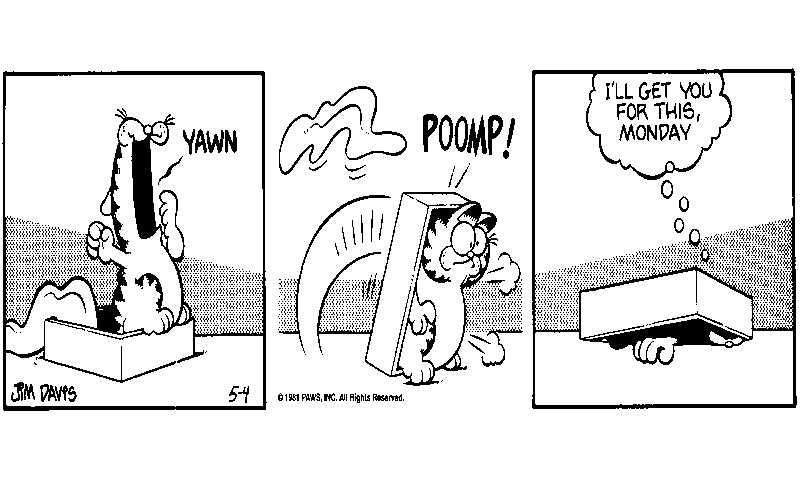 YAWN
JIM DAVIS
5-4
POOMP!
© 1981 PAWS, INC. All Rights Reserved.
I'LL GET YOU
FOR THIS,
MONDAY